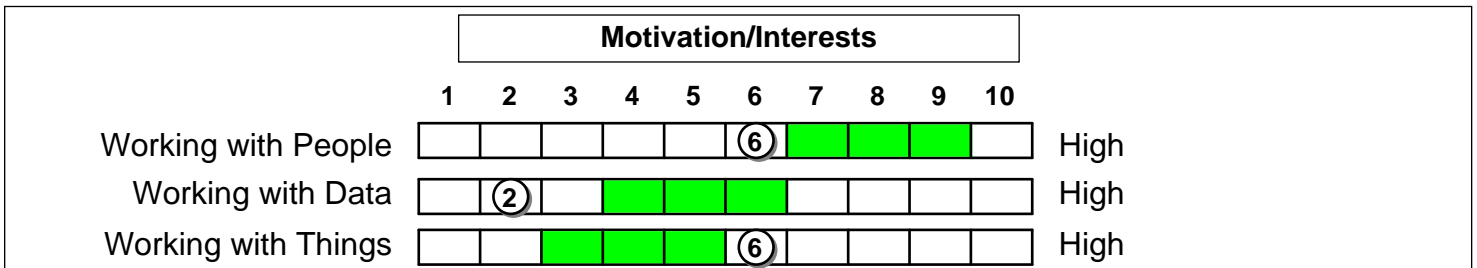 Motivation/Interests
1 2 3 4 5 6 7 8 9 10
Working with People 6 High
Working with Data 2 High
Working with Things 6 High